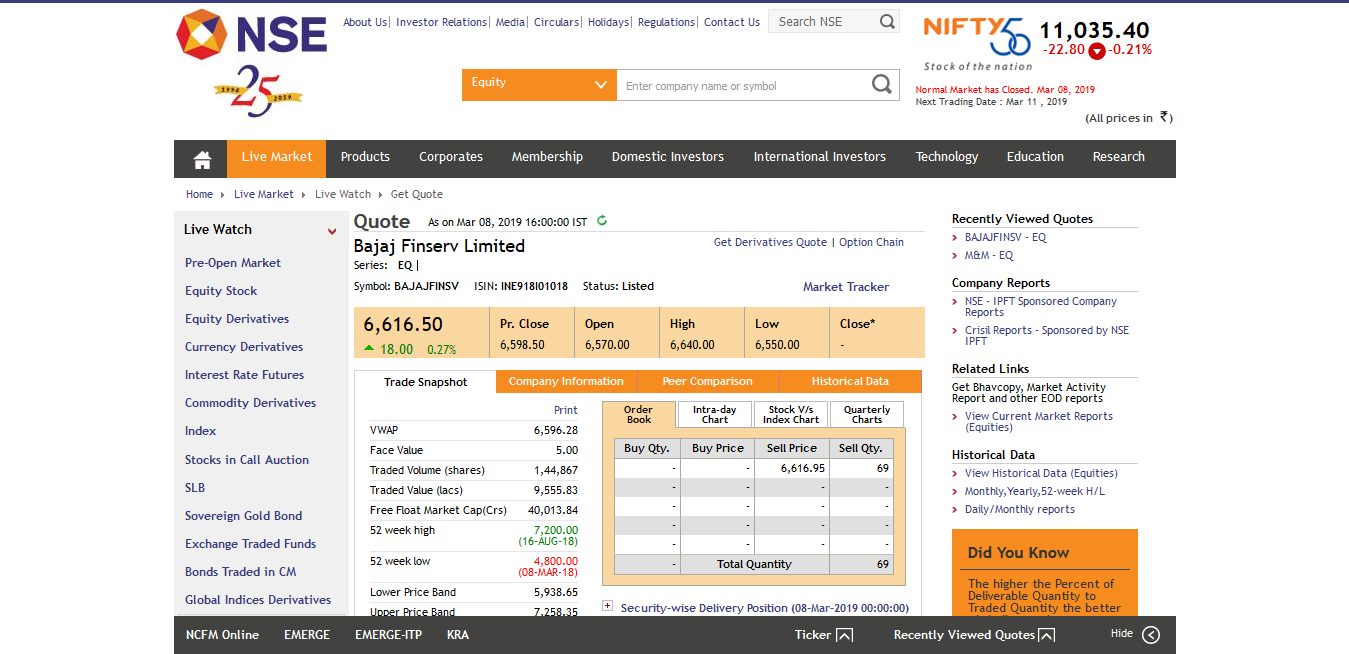 NSE
1994 25 2019
About Us| Investor Relations| Media| Circulars| Holidays| Regulations| Contact Us
Search NSE
Equity
Enter company name or symbol
NIFTY50
Stock of the nation
11,035.40
-22.80 -0.21%
Normal Market has Closed. Mar 08, 2019
Next Trading Date : Mar 11 , 2019
(All prices in ₹)
Live Market Products Corporates Membership Domestic Investors International Investors Technology Education Research
Home Live Market Live Watch Get Quote
Live Watch
Pre-Open Market
Equity Stock
Equity Derivatives
Currency Derivatives
Interest Rate Futures
Commodity Derivatives
Index
Stocks in Call Auction
SLB
Sovereign Gold Bond
Exchange Traded Funds
Bonds Traded in CM
Global Indices Derivatives
Quote As on Mar 08, 2019 16:00:00 IST
Bajaj Finserv Limited
Get Derivatives Quote | Option Chain
Series: EQ |
Symbol: BAJAJFINSV ISIN: INE918I01018 Status: Listed
Market Tracker
6,616.50
18.00 0.27%
Pr. Close Open High Low Close*
6,598.50 6,570.00 6,640.00 6,550.00 -
Trade Snapshot Company Information Peer Comparison Historical Data
Print
VWAP 6,596.28
Face Value 5.00
Traded Volume (shares) 1,44,867
Traded Value (lacs) 9,555.83
Free Float Market Cap(Crs) 40,013.84
52 week high 7,200.00
(16-AUG-18)
52 week low 4,800.00
(08-MAR-18)
Lower Price Band 5,938.65
Upper Price Band 7,258.35
Order Book
Intra-day Chart
Stock V/s Index Chart
Quarterly Charts
Buy Qty. Buy Price Sell Price Sell Qty.
- - 6,616.95 69
- - - -
- - - -
- - - -
- - - -
- Total Quantity 69
Security-wise Delivery Position (08-Mar-2019 00:00:00)
Recently Viewed Quotes
BAJAJFINSV - EQ
M&M - EQ
Company Reports
NSE - IPFT Sponsored Company
Reports
Crisil Reports - Sponsored by NSE
IPFT
Related Links
Get Bhavcopy, Market Activity
Report and other EOD reports
View Current Market Reports
(Equities)
Historical Data
View Historical Data (Equities)
Monthly,Yearly,52-week H/L
Daily/Monthly reports
Did You Know
The higher the Percent of
Deliverable Quantity to
Traded Quantity the better
NCFM Online EMERGE EMERGE-ITP KRA
Ticker
Recently Viewed Quotes
Hide